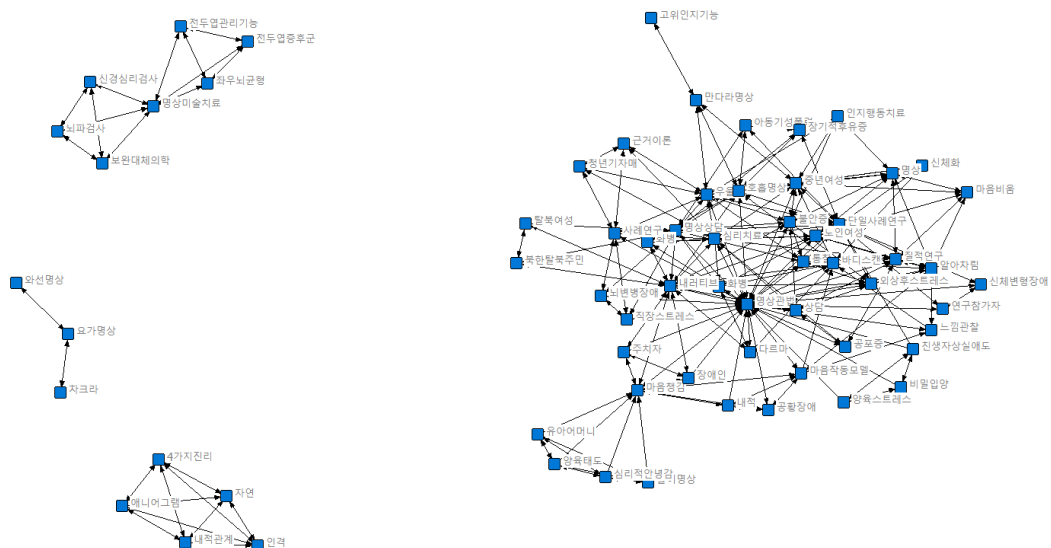 고위인지기능
전두엽관리기능
전두엽증후군
신경심리검사
좌우뇌균형
명상미술치료
뇌파검사
보완대체의학
만다라명상
아동기성폭력
장기적후유증
인지행동치료
근거이론
청년기자매
명상
신체화
우울
호흡명상
중년여성
마음비움
탈북여성
사례연구
명상상담
화병
심리치료
불안증
단일사례연구
노인여성
북한탈북주민
통찰
바디스캔
질적연구
알아차림
와선명상
뇌변병장애
내러티브
화병
외상후스트레스
신체변형장애
영상관법
상담
연구참가자
직장스트레스
느낌관찰
요가명상
주치자
다르마
공포증
친생자상실애도
자크라
장애인
마음작동모델
마음챙김
비밀입양
내적
공황장애
양육스트레스
유아어머니
4가지진리
양육태도
심리적안녕감
자연
애니어그램
내적관계
인격